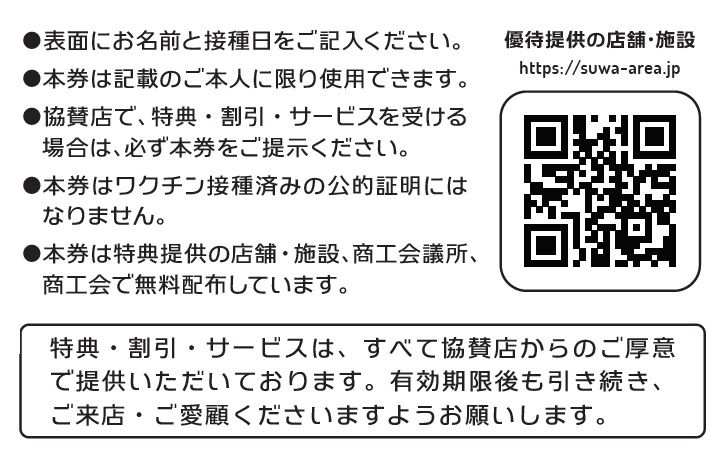 ●表面にお名前と接種日をご記入ください。
●本券は記載のご本人に限り使用できます。
●協賛店で、特典・割引・サービスを受ける
場合は、必ず本券をご提示ください。
●本券はワクチン接種済みの公的証明には
なりません。
●本券は特典提供の店舗・施設、商工会議所、
商工会で無料配布しています。
優待提供の店舗・施設
https://suwa-area.jp
特典・割引・サービスは、すべて協賛店からのご厚意
で提供いただいております。有効期限後も引き続き、
ご来店・ご愛顧くださいますようお願いします。